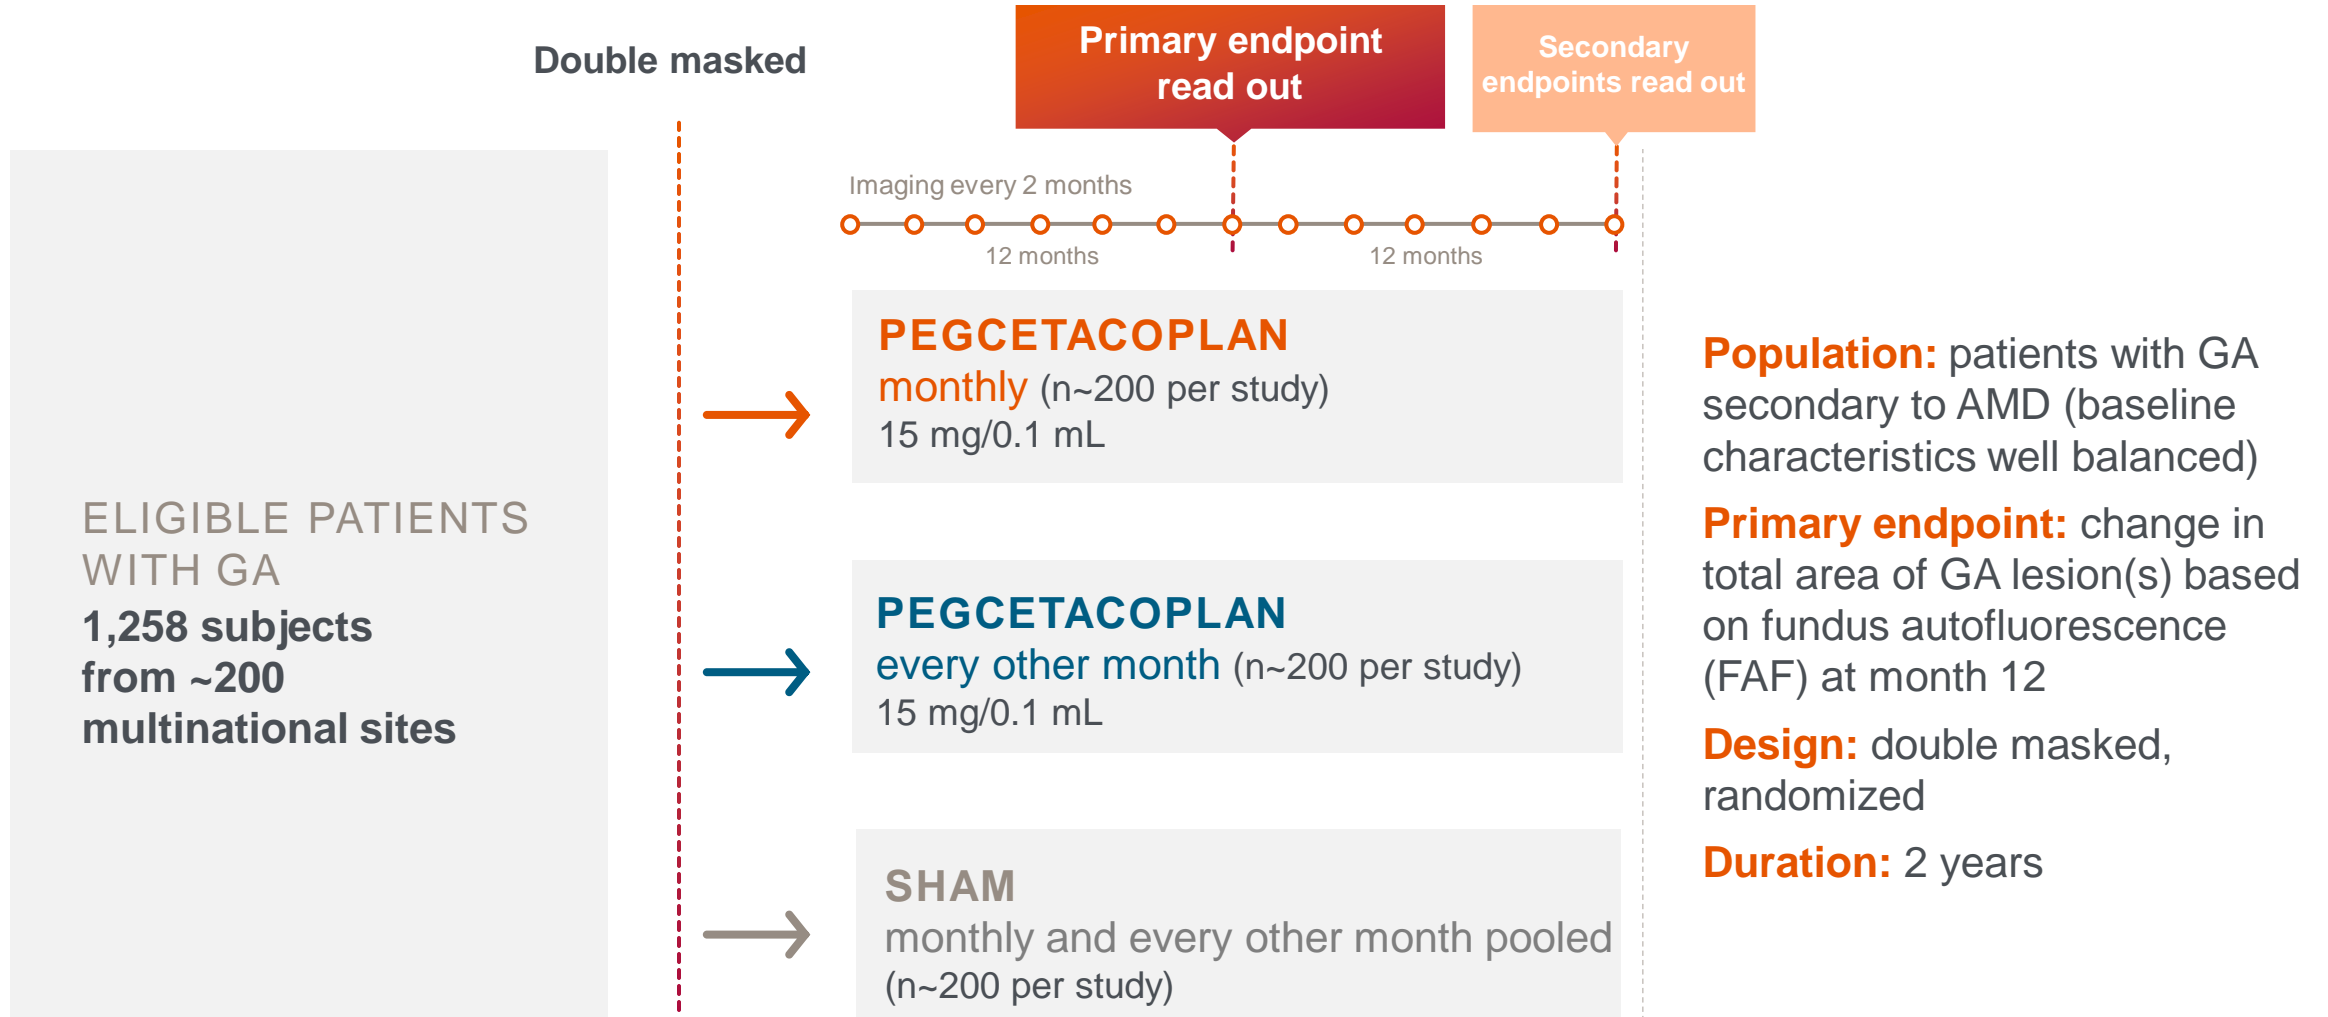 Double masked
Primary endpoint
read out
Secondary
endpoints read out
Imaging every 2 months
12 months
12 months
ELIGIBLE PATIENTS
WITH GA
1,258 subjects
from ~200
multinational sites
PEGCETACOPLAN
monthly (n~200 per study)
15 mg/0.1 mL
PEGCETACOPLAN
every other month (n~200 per study)
15 mg/0.1 mL
SHAM
monthly and every other month pooled
(n~200 per study)
Population: patients with GA
secondary to AMD (baseline
characteristics well balanced)
Primary endpoint: change in
total area of GA lesion(s) based
on fundus autofluorescence
(FAF) at month 12
Design: double masked,
randomized
Duration: 2 years